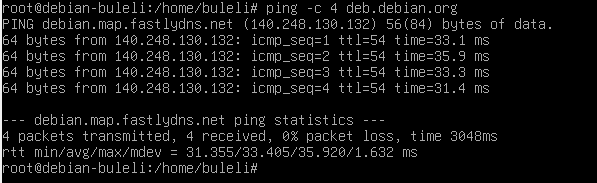 root@debian-buleli:/home/buleli# ping -c 4 deb.debian.org
PING debian.map.fastlydns.net (140.248.130.132) 56(84) bytes of data.
64 bytes from 140.248.130.132: icmp_seq=1 ttl=54 time=33.1 ms
64 bytes from 140.248.130.132: icmp_seq=2 ttl=54 time=35.9 ms
64 bytes from 140.248.130.132: icmp_seq=3 ttl=54 time=33.3 ms
64 bytes from 140.248.130.132: icmp_seq=4 ttl=54 time=31.4 ms
--- debian.map.fastlydns.net ping statistics ---
4 packets transmitted, 4 received, 0% packet loss, time 3048ms
rtt min/avg/max/mdev = 31.355/33.405/35.920/1.632 ms
root@debian-buleli:/home/buleli#